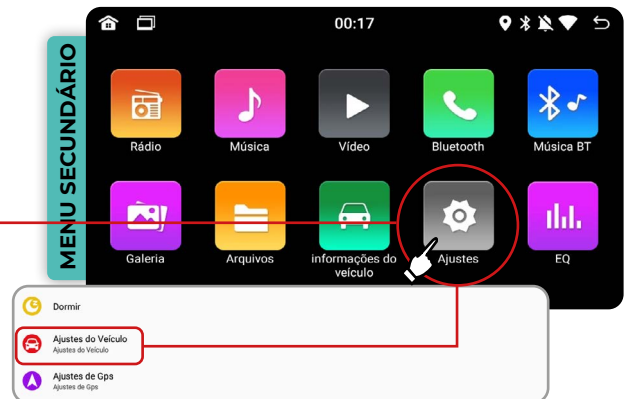 MENU SECUNDÁRIO
00:17
Rádio
Música
Vídeo
Bluetooth
Música BT
Galeria
Arquivos
informações do
veículo
Ajustes
EQ
Dormir
Ajustes do Veículo
Ajustes do Veículo
Ajustes de Gps
Ajustes de Gps